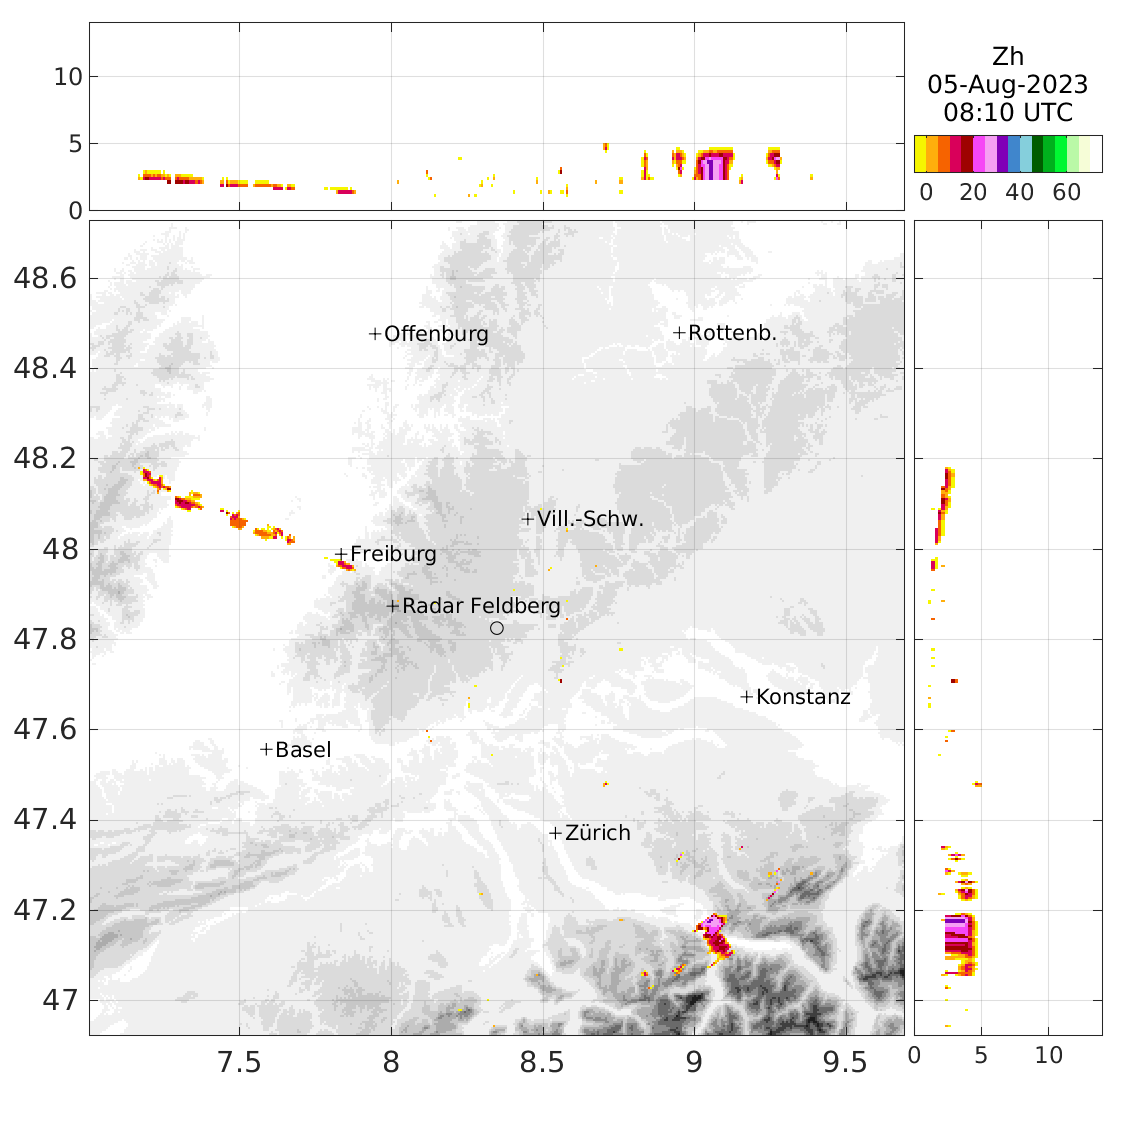 Zh
05-Aug-2023
08:10 UTC
0 20 40 60
10
5
0
48.6
48.4
48.2
48
47.8
47.6
47.4
47.2
47
Offenburg
Rottenb.
Vill.-Schw.
Freiburg
Radar Feldberg
Konstanz
Basel
Zürich
7.5 8 8.5 9 9.5
0 5 10